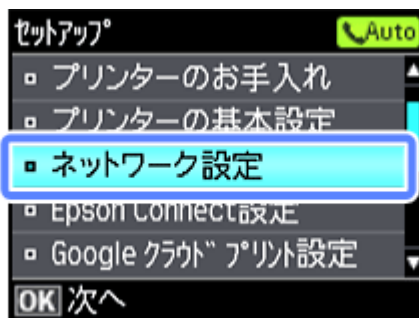 セットアップ Auto
プリンターのお手入れ
プリンターの基本設定
ネットワーク設定
Epson Connect設定
Google クラウド プリント設定
OK 次へ